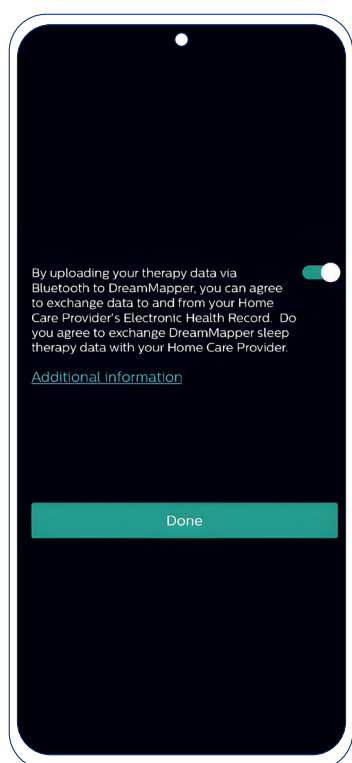 By uploading your therapy data via
Bluetooth to DreamMapper, you can agree
to exchange data to and from your Home
Care Provider's Electronic Health Record.  Do
you agree to exchange DreamMapper sleep
therapy data with your Home Care Provider.
Additional information
Done